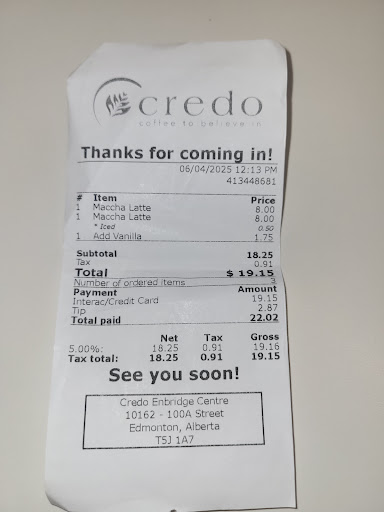 credo
coffee to believe in
Thanks for coming in!
06/04/2025 12:13 PM
413448681
# Item Price
1 Maccha Latte 8.00
1 Maccha Latte 8.00
* Iced 0.50
1 Add Vanilla 1.75
Subtotal 18.25
Tax 0.91
Total $ 19.15
Number of ordered items 3
Payment Amount
Interac/Credit Card 19.15
Tip 2.87
Total paid 22.02
Net Tax Gross
5.00%: 18.25 0.91 19.16
Tax total: 18.25 0.91 19.15
See you soon!
Credo Enbridge Centre
10162 - 100A Street
Edmonton, Alberta
T5J 1A7